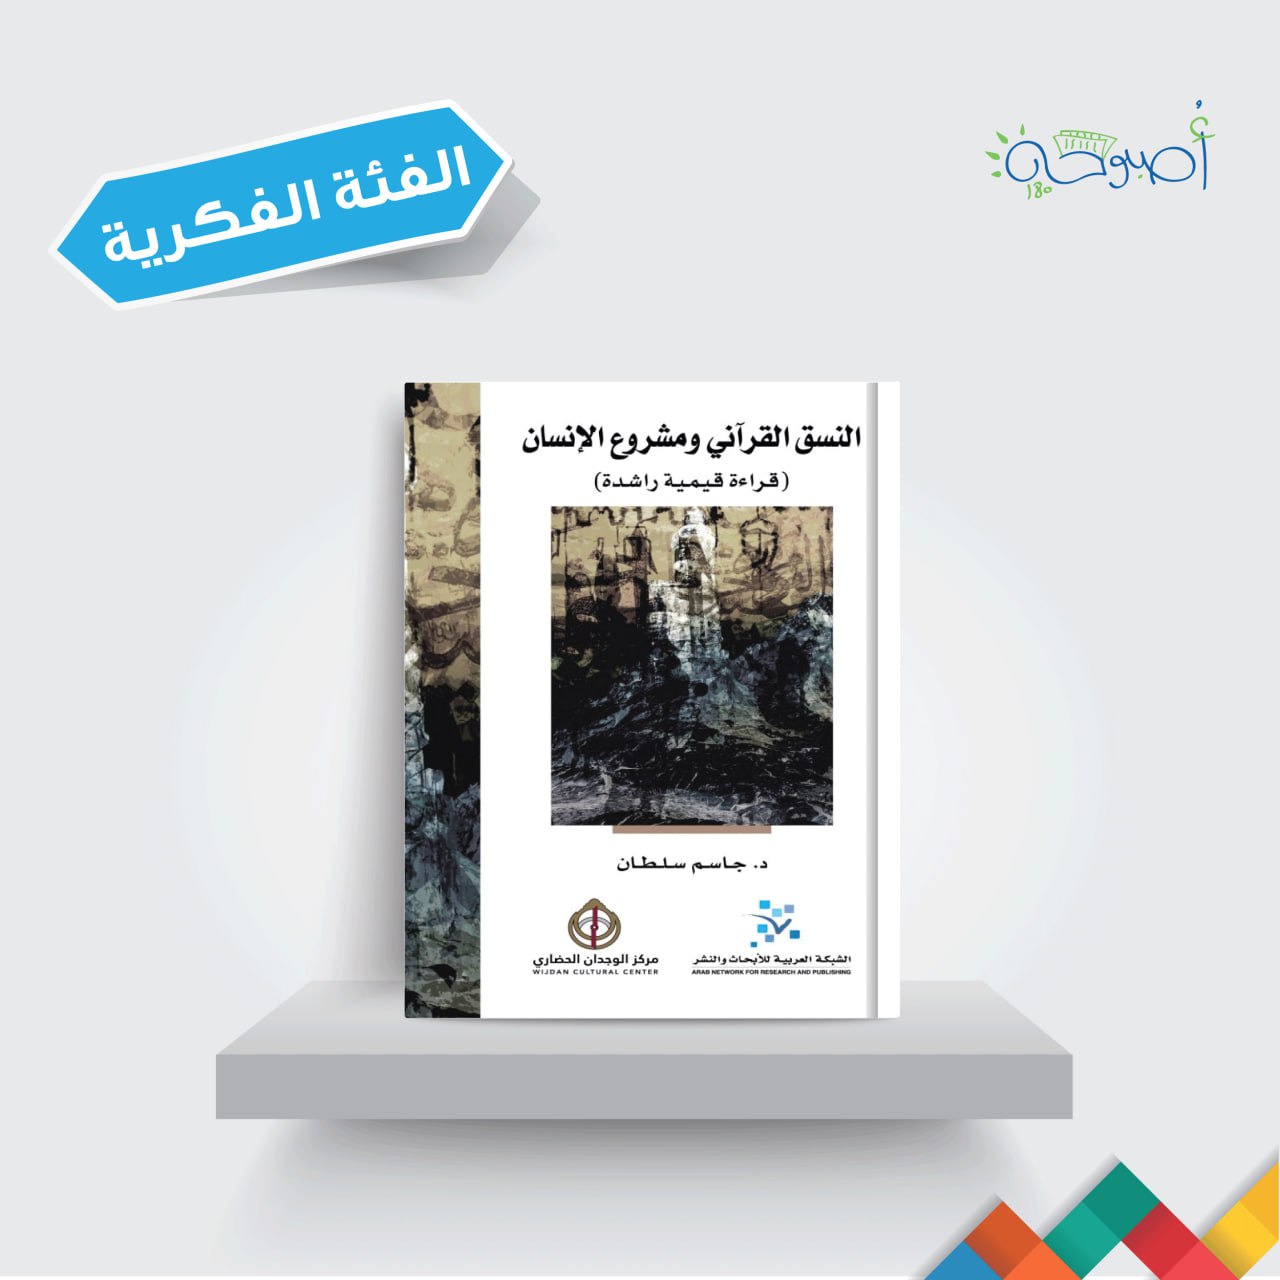 أصبوحة
١٨٠
الفئة الفكرية
النسق القرآني ومشروع الإنسان
(قراءة قيمية راشدة)
د. جاسم سلطان
الشبكة العربية للأبحاث والنشر
ARAB NETWORK FOR RESEARCH AND PUBLISHING
مركز الوجدان الحضاري
WIJDAN CULTURAL CENTER